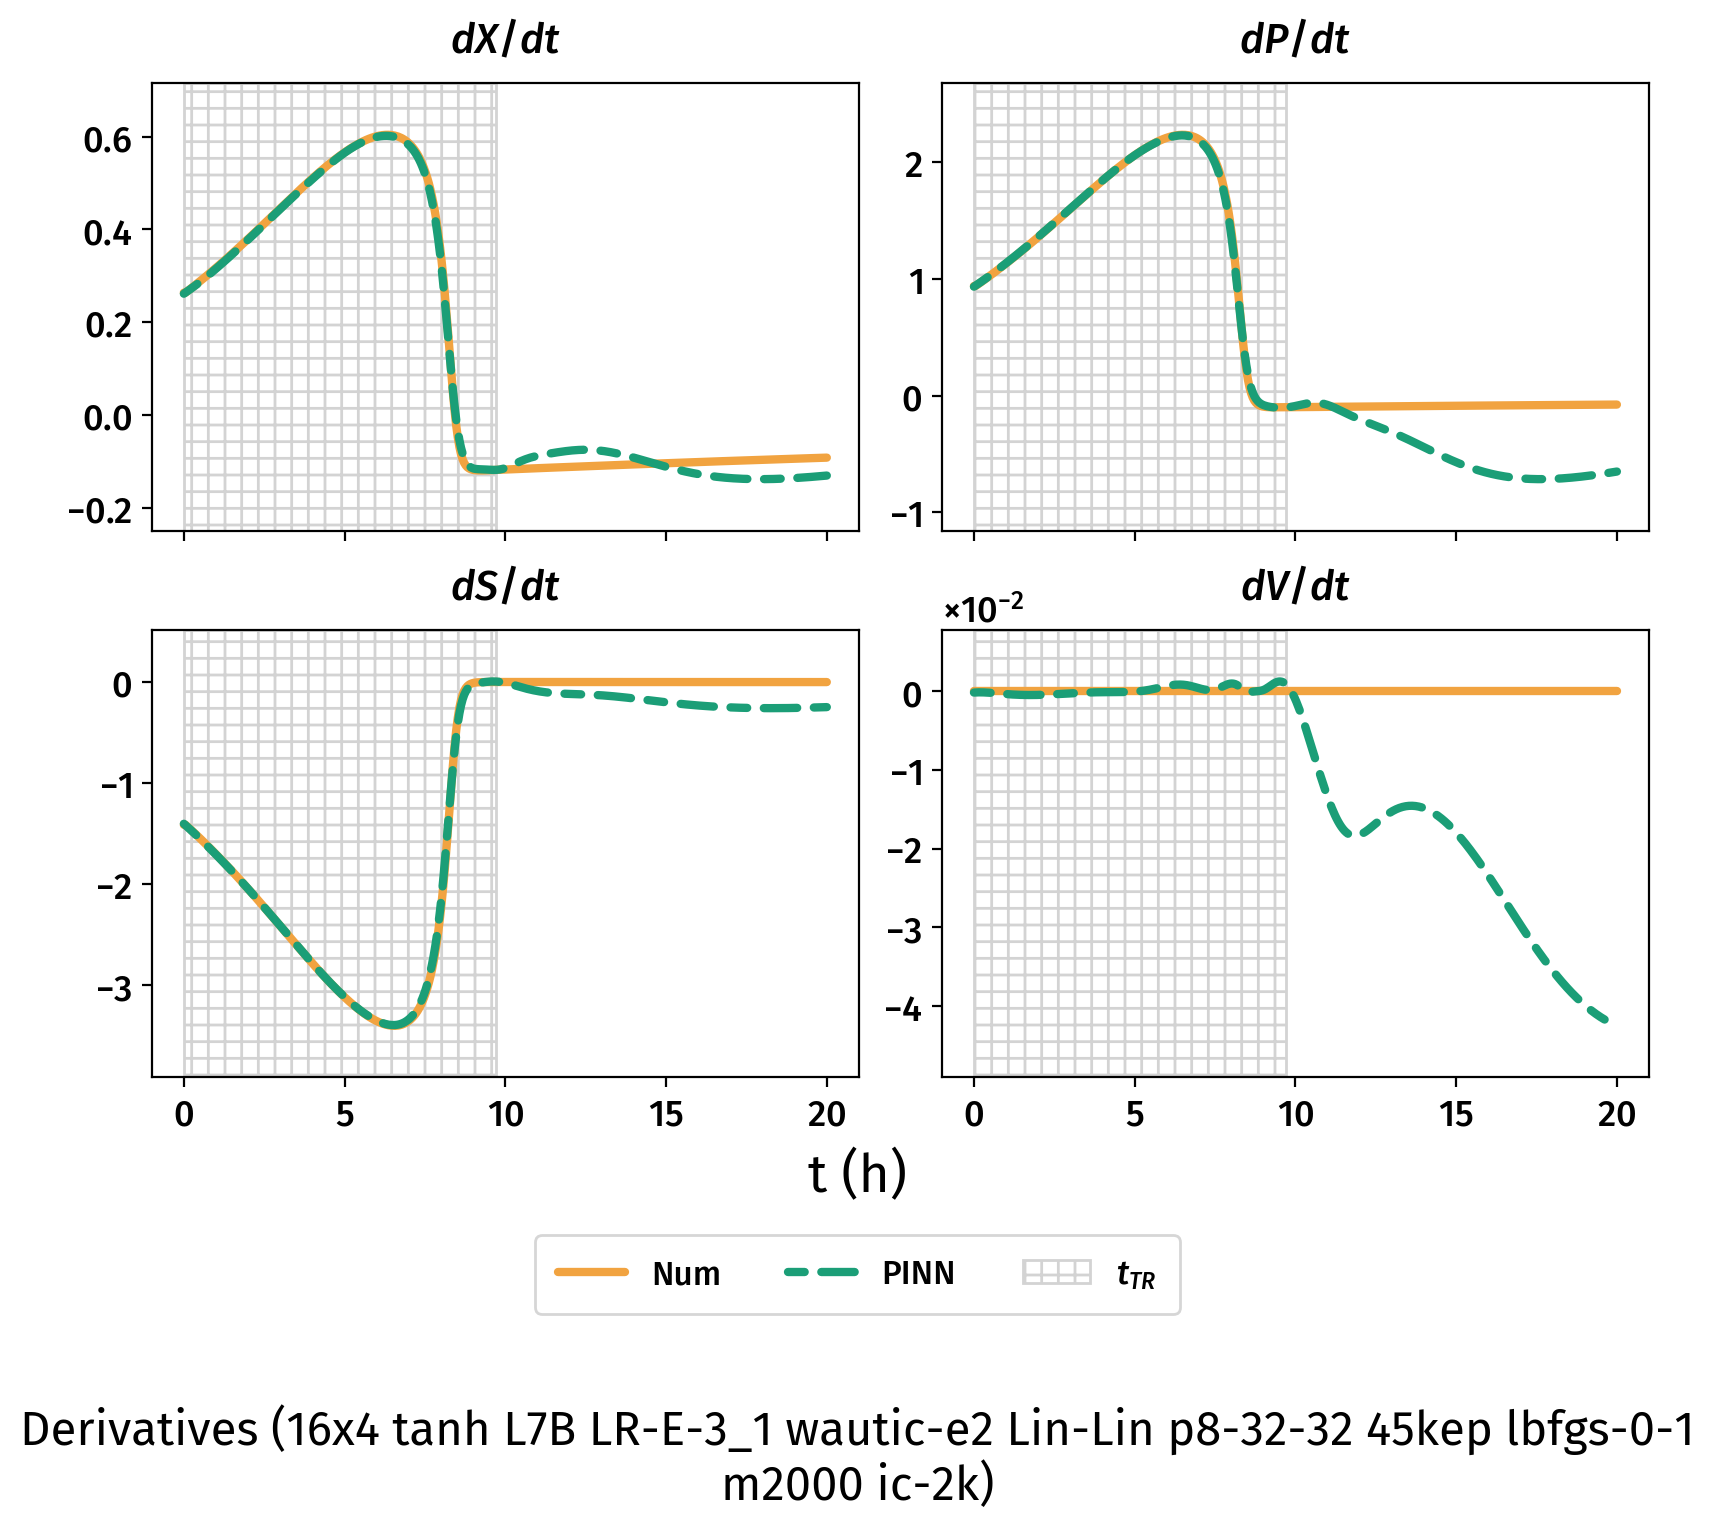 dX/dt
dP/dt
0.6
0.4
0.2
0.0
−0.2
2
1
0
−1
dS/dt
dV/dt
×10⁻²
0
−1
−2
−3
0
−1
−2
−3
−4
0 5 10 15 20
0 5 10 15 20
t (h)
Num PINN t_TR
Derivatives (16x4 tanh L7B LR-E-3_1 wautic-e2 Lin-Lin p8-32-32 45kep lbfgs-0-1
m2000 ic-2k)